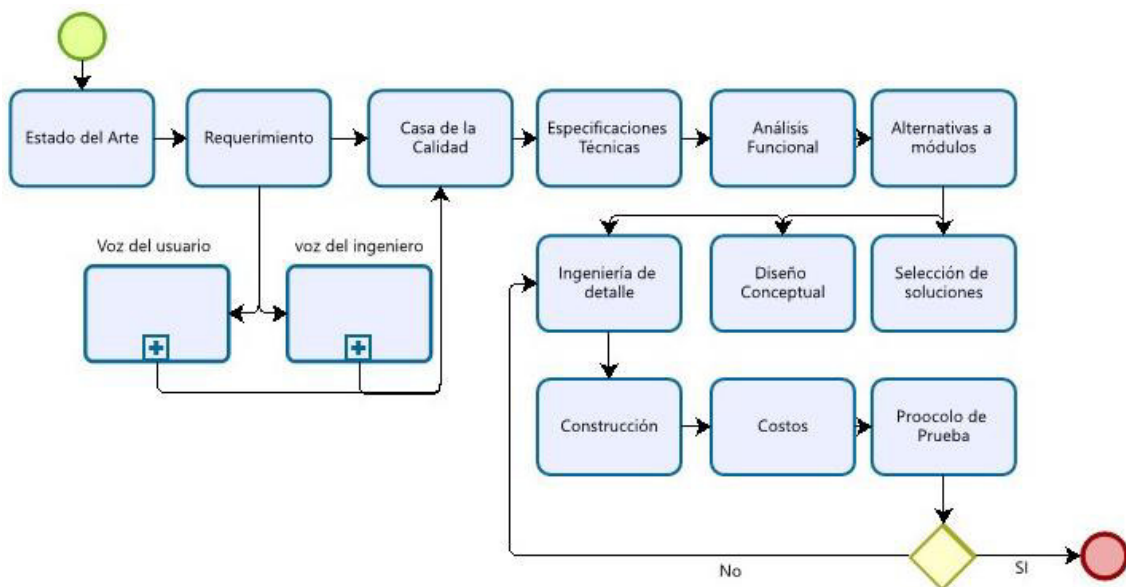 Estado del Arte
Requerimiento
Casa de la
Calidad
Especificaciones
Técnicas
Análisis
Funcional
Alternativas a
módulos
Voz del usuario
voz del ingeniero
Ingeniería de
detalle
Diseño
Conceptual
Selección de
soluciones
Construcción
Costos
Proocolo de
Prueba
No
SI